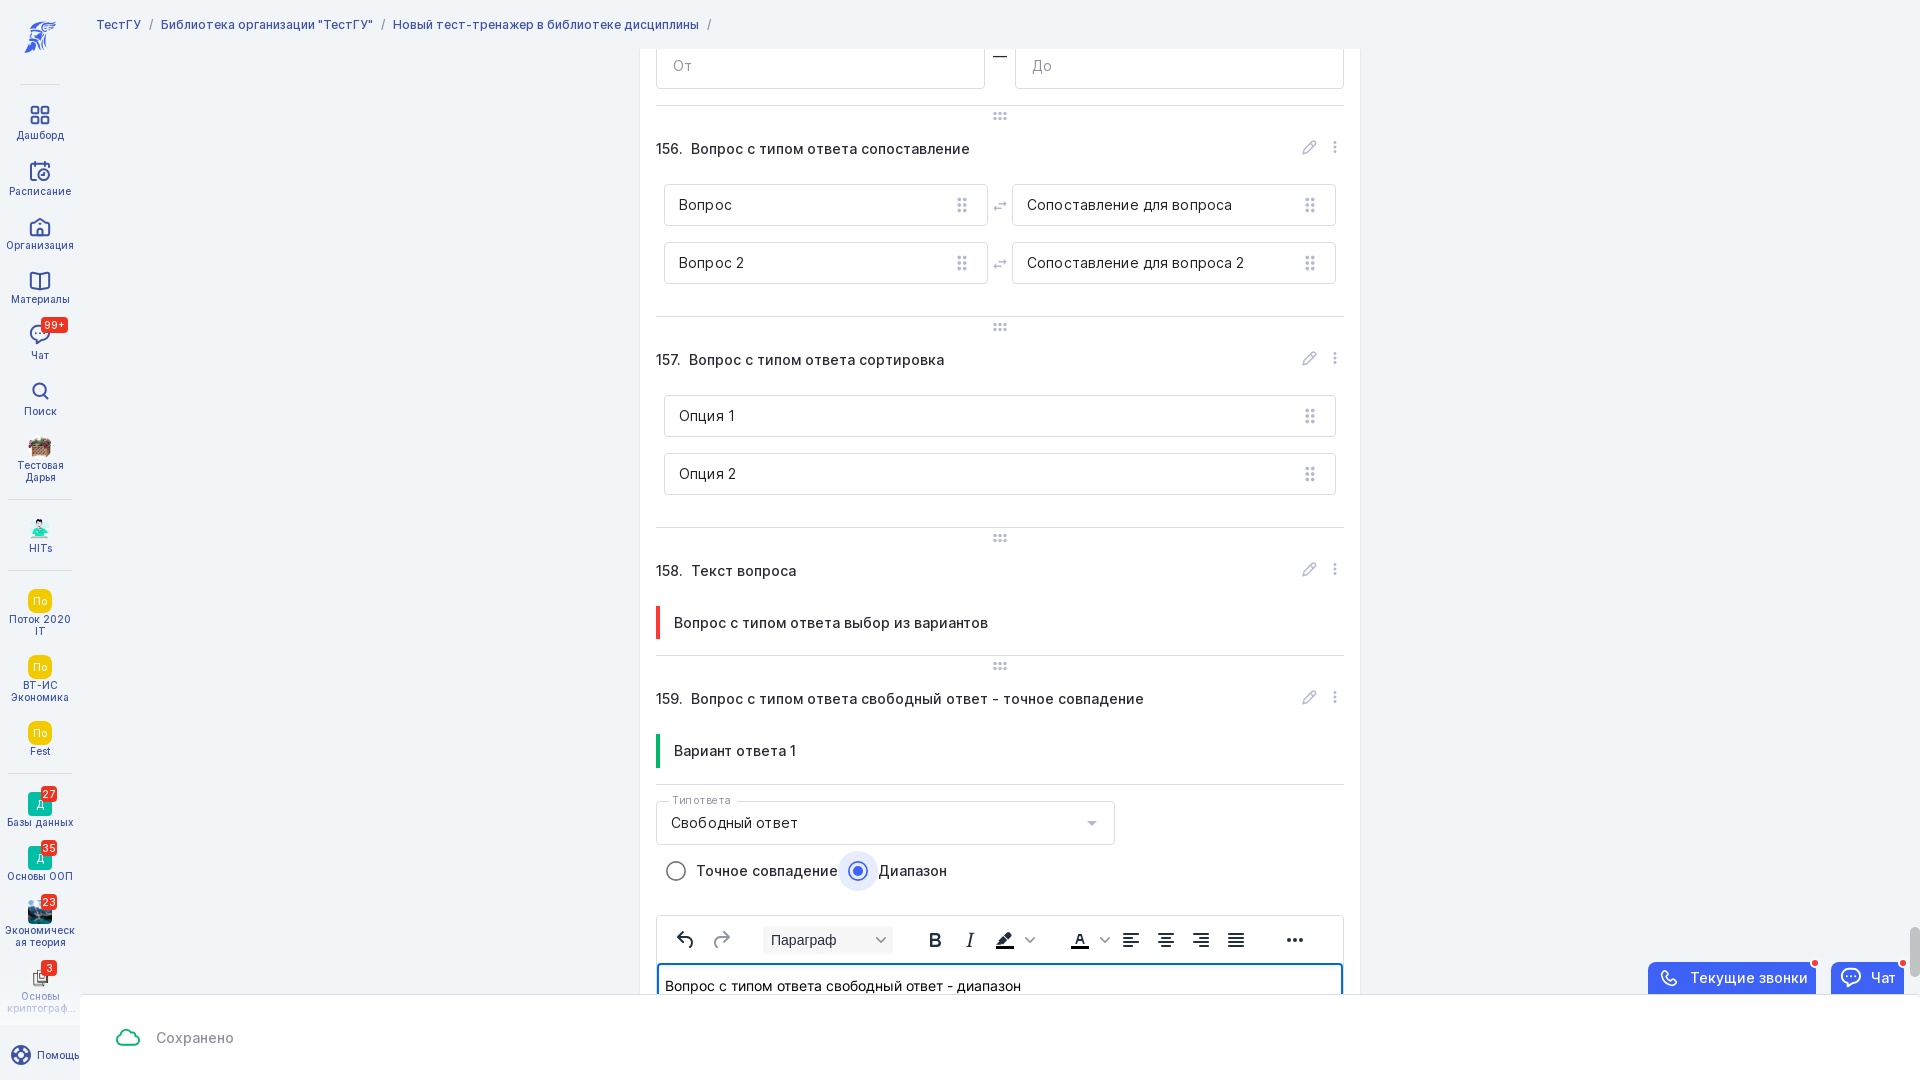 ТестГУ / Библиотека организации "ТестГУ" / Новый тест-тренажер в библиотеке дисциплины /
Дашборд
Расписание
Организация
Материалы
99+
Чат
Поиск
Тестовая
Дарья
HITs
По
Поток 2020
IT
По
ВТ-ИС
Экономика
По
Fest
27
Д
Базы данных
35
Д
Основы ООП
23
Экономическ
ая теория
3
Основы
криптограф...
Помощь
От
—
До
156. Вопрос с типом ответа сопоставление
Вопрос
Сопоставление для вопроса
Вопрос 2
Сопоставление для вопроса 2
157. Вопрос с типом ответа сортировка
Опция 1
Опция 2
158. Текст вопроса
Вопрос с типом ответа выбор из вариантов
159. Вопрос с типом ответа свободный ответ - точное совпадение
Вариант ответа 1
Тип ответа
Свободный ответ
Точное совпадение
Диапазон
Параграф
Вопрос с типом ответа свободный ответ - диапазон
Текущие звонки
Чат
Сохранено